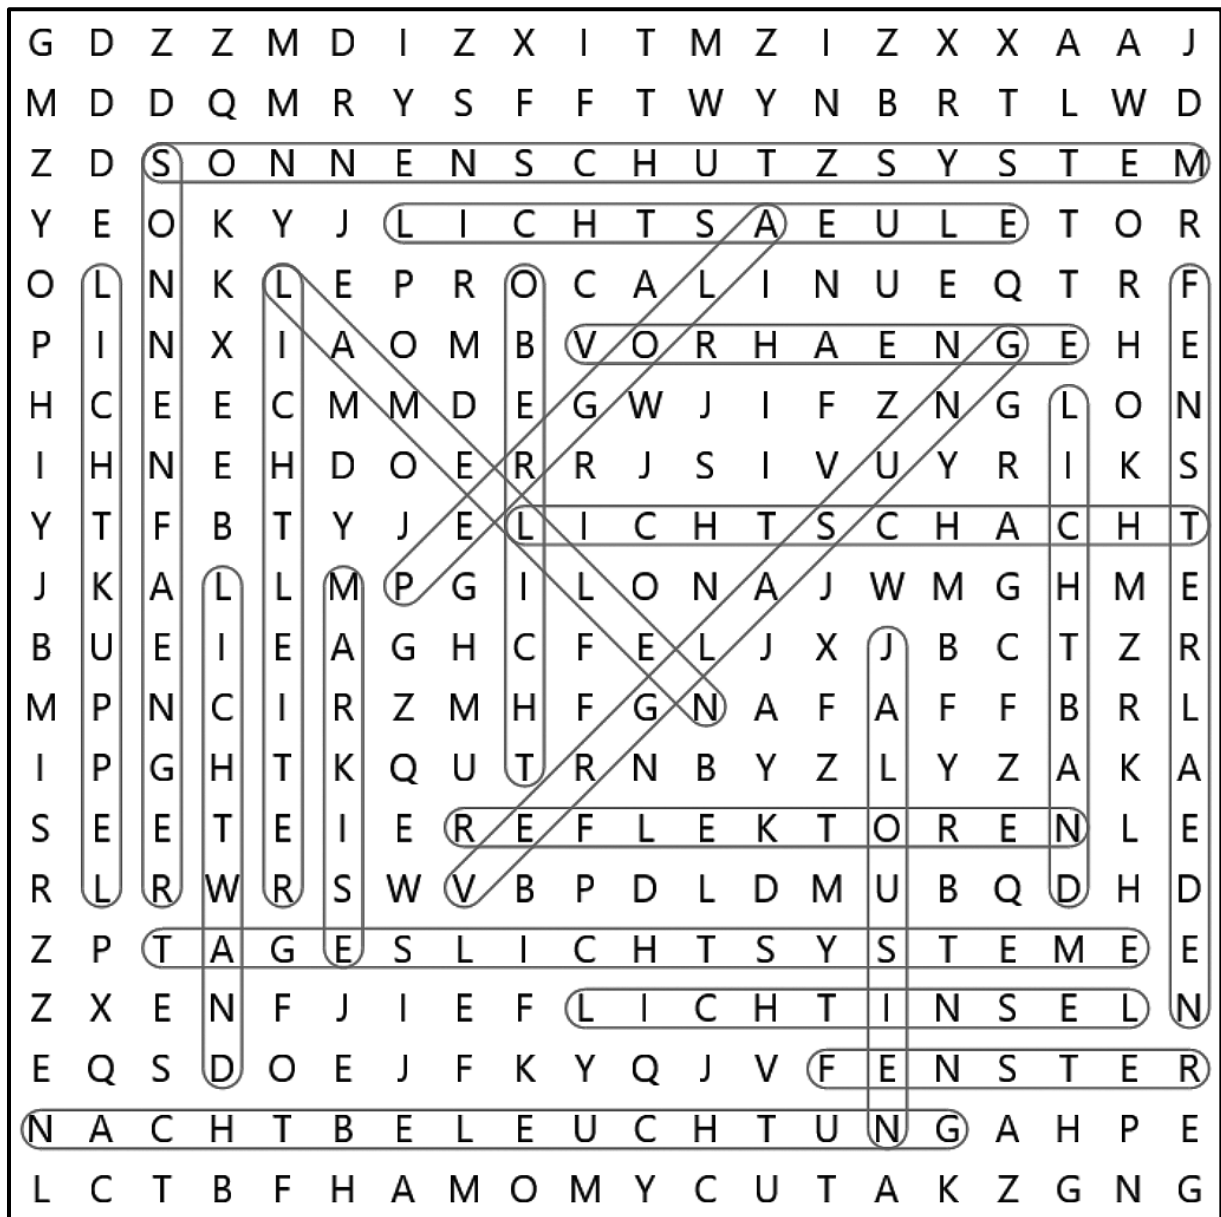 G D Z Z M D I Z X I T M Z I Z X X A A J
M D D Q M R Y S F F T W Y N B R T L W D
Z D S O N N E N S C H U T Z S Y S T E M
Y E O K Y J L I C H T S A E U L E T O R
O L N K L E P R O C A L I N U E Q T R F
P I N X I A O M B V O R H A E N G E H E
H C E E C M M D E G W J I F Z N G L O N
I H N E H D O E R R J S I V U Y R I K S
Y T F B T Y J E L I C H T S C H A C H T
J K A L L M P G I L O N A J W M G H M E
B U E I E A G H C F E L J X J B C T Z R
M P N C I R Z M H F G N A F A F F B R L
I P G H T K Q U T R N B Y Z L Y Z A K A
S E E T E I E R E F L E K T O R E N L E
R L R W R S W V B P D L D M U B Q D H D
Z P T A G E S L I C H T S Y S T E M E E
Z X E N F J I E F L I C H T I N S E L N
E Q S D O E J F K Y Q J V F E N S T E R
N A C H T B E L E U C H T U N G A H P E
L C T B F H A M O M Y C U T A K Z G N G